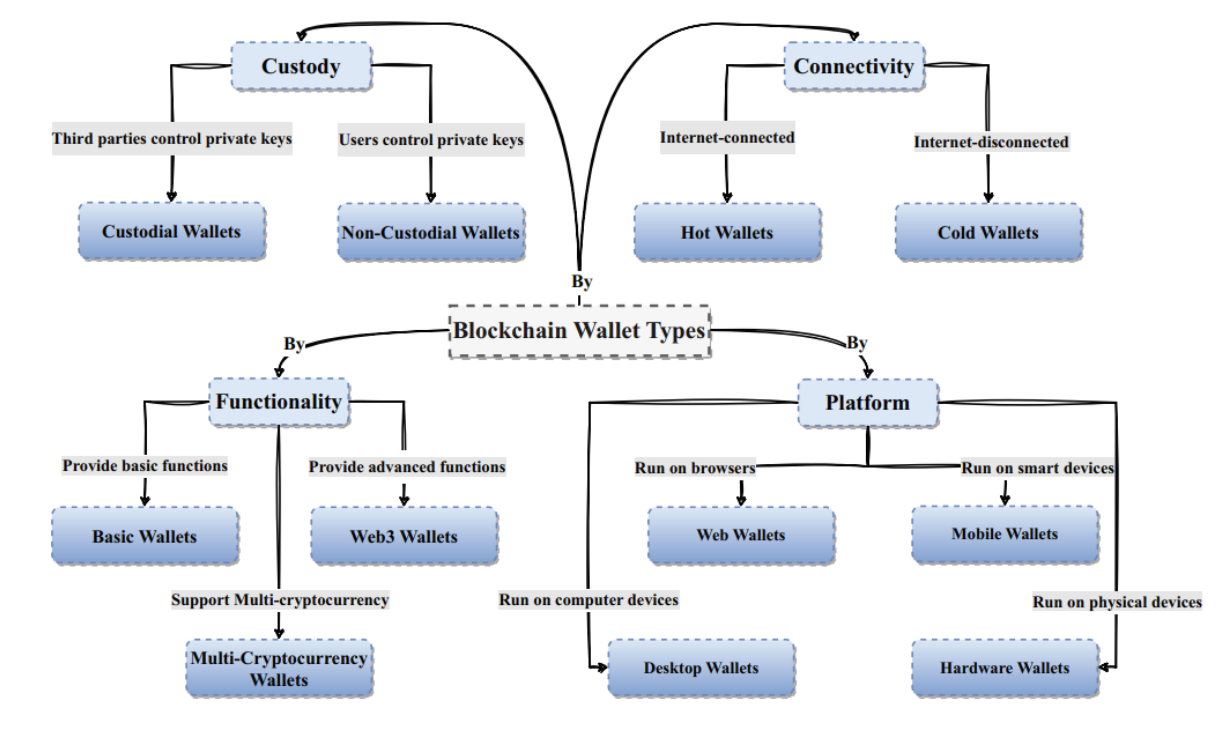 Custody
Connectivity
Third parties control private keys
Users control private keys
Internet-connected
Internet-disconnected
Custodial Wallets
Non-Custodial Wallets
Hot Wallets
Cold Wallets
By
Blockchain Wallet Types
By
By
Functionality
Platform
Provide basic functions
Provide advanced functions
Run on browsers
Run on smart devices
Basic Wallets
Web3 Wallets
Web Wallets
Mobile Wallets
Support Multi-cryptocurrency
Run on computer devices
Run on physical devices
Multi-Cryptocurrency
Wallets
Desktop Wallets
Hardware Wallets